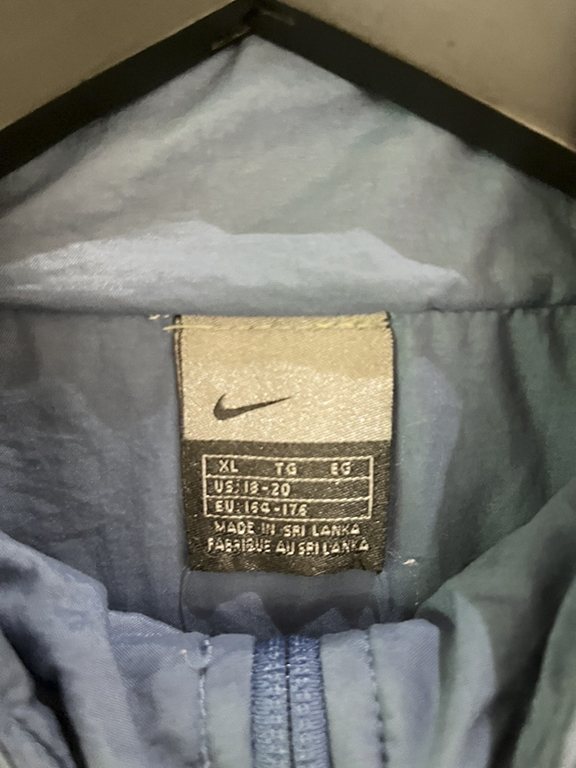 XL TG EG
US: 18-20
EU: 164-176
MADE IN SRI LANKA
FABRIQUE AU SRI LANKA